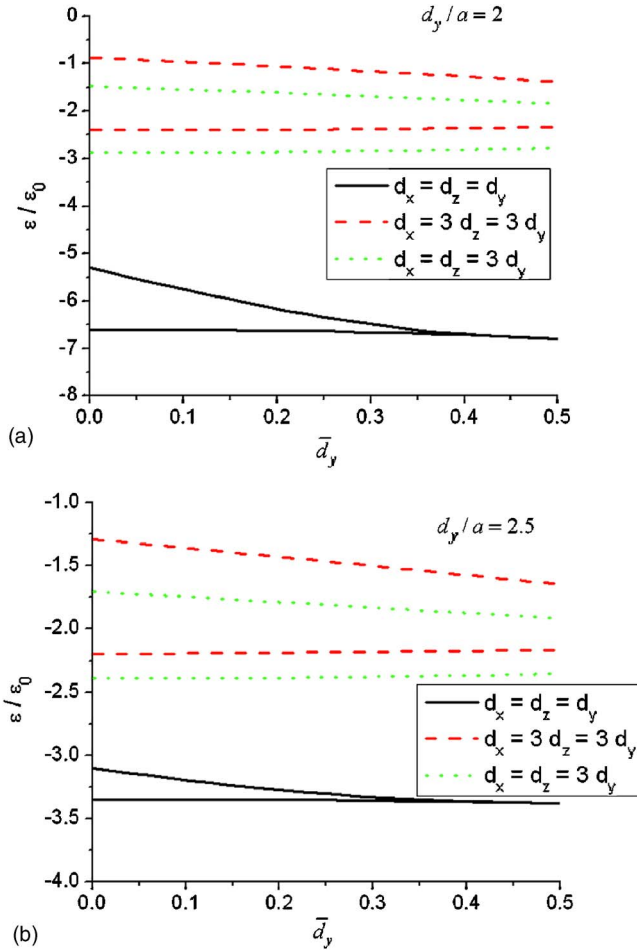 d_y / a = 2
0
-1
-2
-3
-4
-5
-6
-7
-8
ε / ε_0
d_x = d_z = d_y
d_x = 3 d_z = 3 d_y
d_x = d_z = 3 d_y
0.0 0.1 0.2 0.3 0.4 0.5
(a)
d̅_y
d_y / a = 2.5
-1.0
-1.5
-2.0
-2.5
-3.0
-3.5
-4.0
ε / ε_0
d_x = d_z = d_y
d_x = 3 d_z = 3 d_y
d_x = d_z = 3 d_y
0.0 0.1 0.2 0.3 0.4 0.5
(b)
d̅_y